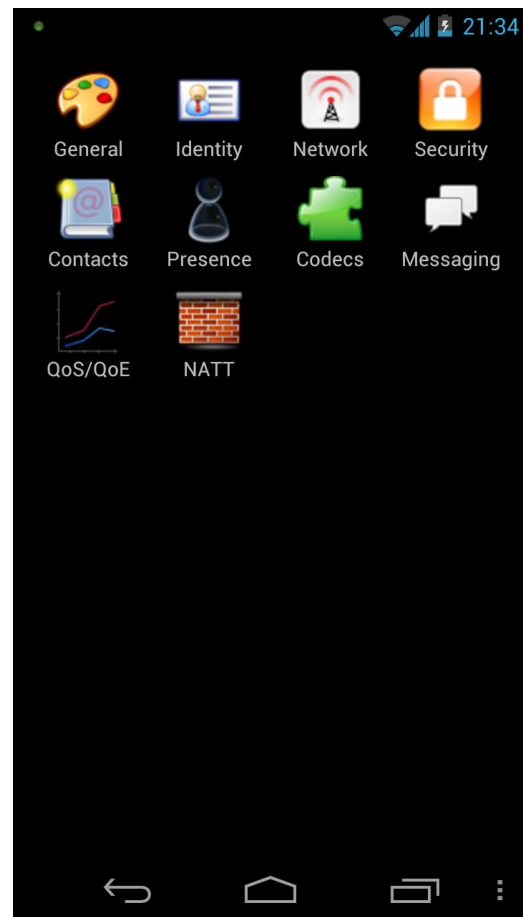 21:34
General Identity Network Security
Contacts Presence Codecs Messaging
QoS/QoE NATT